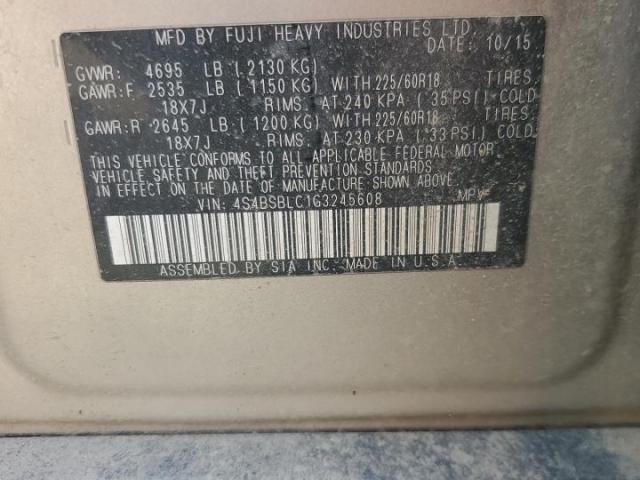 MFD BY FUJI HEAVY INDUSTRIES LTD.
DATE: 10/15
GVWR: 4695 LB ( 2130 KG)
GAWR:F 2535 LB ( 1150 KG) WITH 225/60R18 TIRES
18X7J RIMS. AT 240 KPA ( 35 PSI) COLD
GAWR:R 2645 LB ( 1200 KG) WITH 225/60R18 TIRES
18X7J RIMS. AT 230 KPA ( 33 PSI) COLD
THIS VEHICLE CONFORMS TO ALL APPLICABLE FEDERAL MOTOR
VEHICLE SAFETY AND THEFT PREVENTION STANDARDS
IN EFFECT ON THE DATE OF MANUFACTURE SHOWN ABOVE.
VIN: 4S4BSBLC1G3245608 MPV
ASSEMBLED BY SIA INC. MADE IN U.S.A.